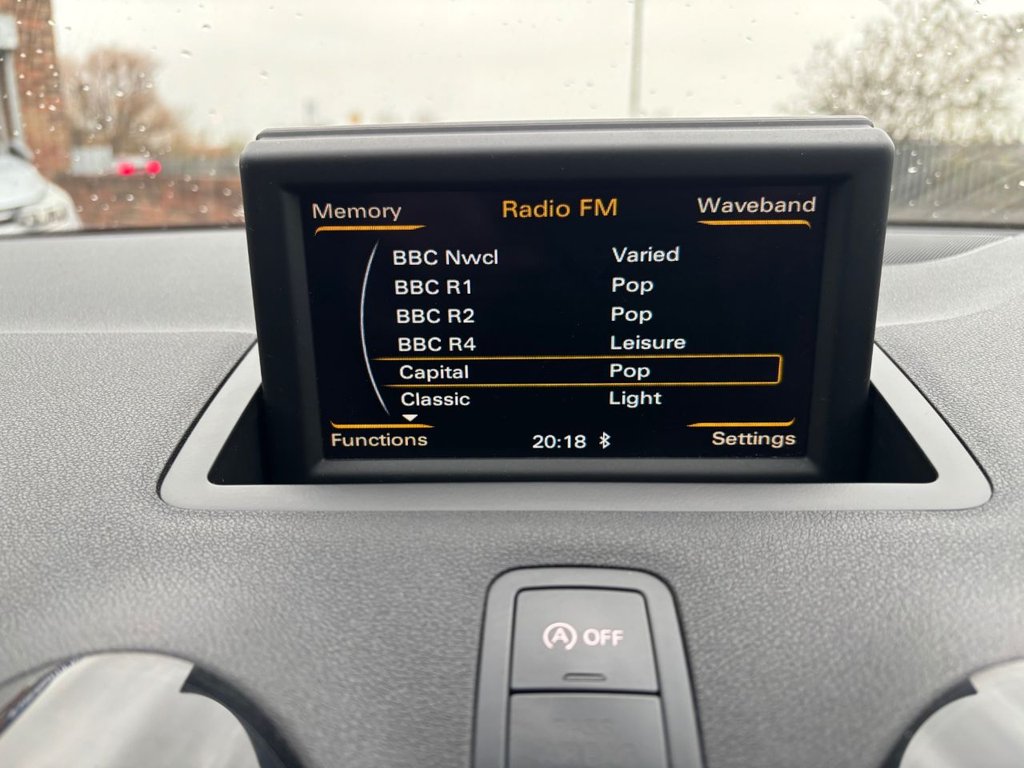 Memory Radio FM Waveband
BBC Nwcl Varied
BBC R1 Pop
BBC R2 Pop
BBC R4 Leisure
Capital Pop
Classic Light
Functions 20:18 Settings
A OFF